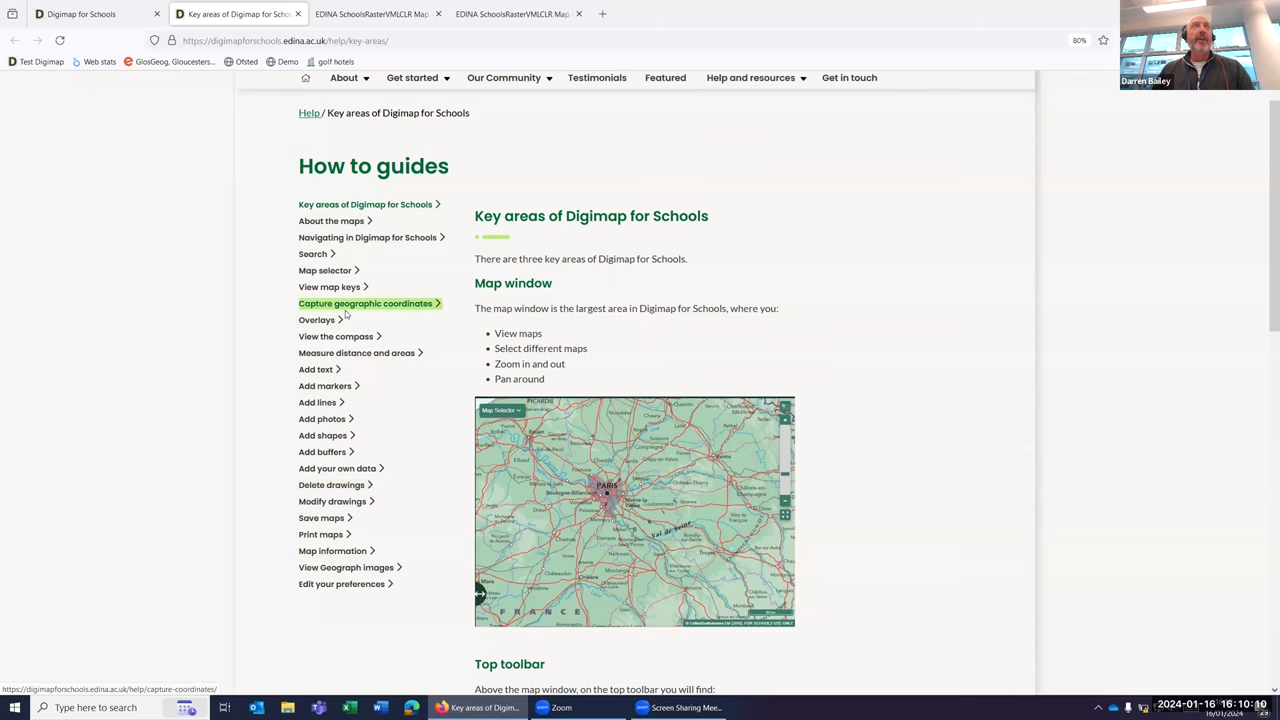 Digimap for Schools
Key areas of Digimap for Scho
EDINA SchoolsRasterVMLCLR Map
EDINA SchoolsRasterVMLCLR Map
https://digimapforschools.edina.ac.uk/help/key-areas/
80%
Test Digimap
Web stats
GlosGeog, Gloucesters...
Ofsted
Demo
golf hotels
Darren Bailey
About
Get started
Our Community
Testimonials
Featured
Help and resources
Get in touch
Help / Key areas of Digimap for Schools
How to guides
Key areas of Digimap for Schools
About the maps
Navigating in Digimap for Schools
Search
Map selector
View map keys
Capture geographic coordinates
Overlays
View the compass
Measure distance and areas
Add text
Add markers
Add lines
Add photos
Add shapes
Add buffers
Add your own data
Delete drawings
Modify drawings
Save maps
Print maps
Map information
View Geograph images
Edit your preferences
Key areas of Digimap for Schools
There are three key areas of Digimap for Schools.
Map window
The map window is the largest area in Digimap for Schools, where you:
View maps
Select different maps
Zoom in and out
Pan around
Map Selector
PICARDIE
PARIS
Val de Seine
Troyes
Orléans
FRANCE
Top toolbar
Above the map window, on the top toolbar you will find:
https://digimapforschools.edina.ac.uk/help/capture-coordinates/
Type here to search
Key areas of Digim...
Zoom
Screen Sharing Mee...
2024-01-16 16:10:10
16/01/2024